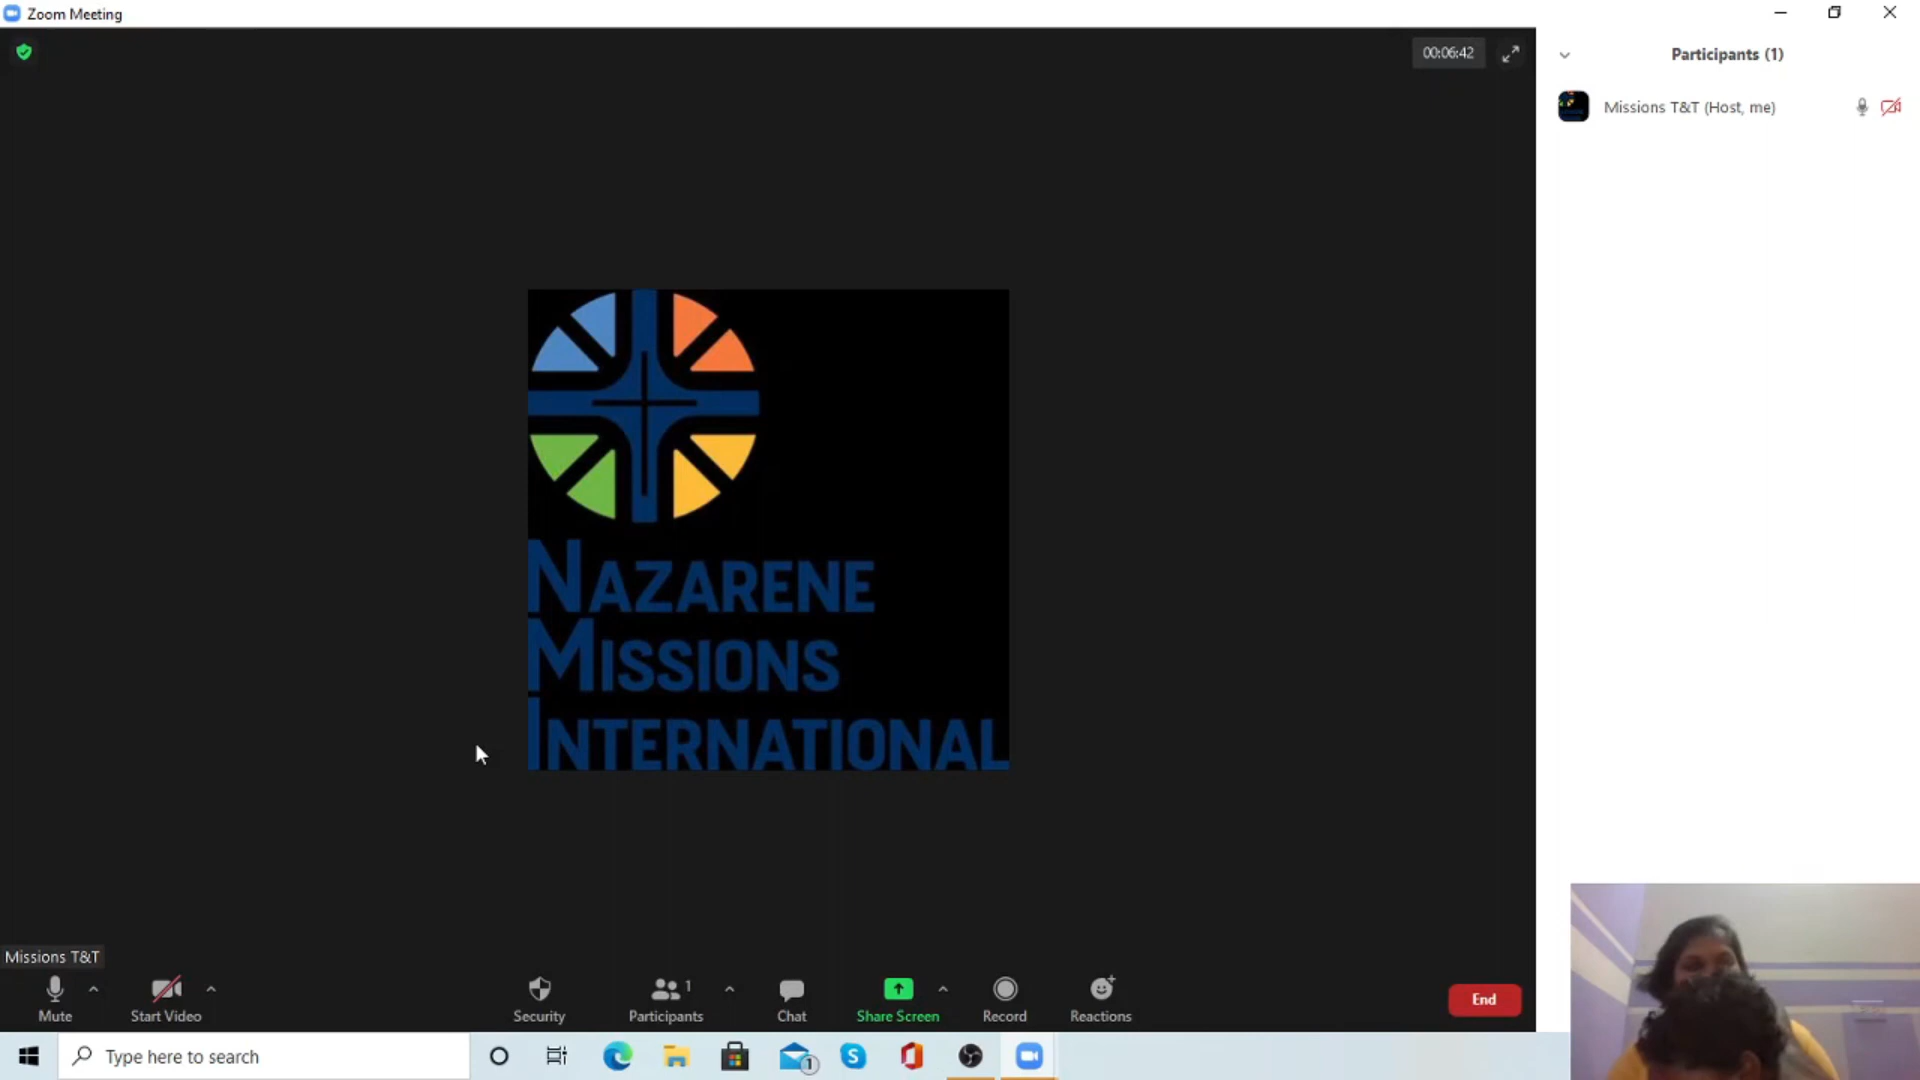 Zoom Meeting
00:06:42
Participants (1)
Missions T&T (Host, me)
NAZARENE
MISSIONS
INTERNATIONAL
Missions T&T
Mute
Start Video
Security
1
Participants
Chat
Share Screen
Record
Reactions
End
Type here to search
1